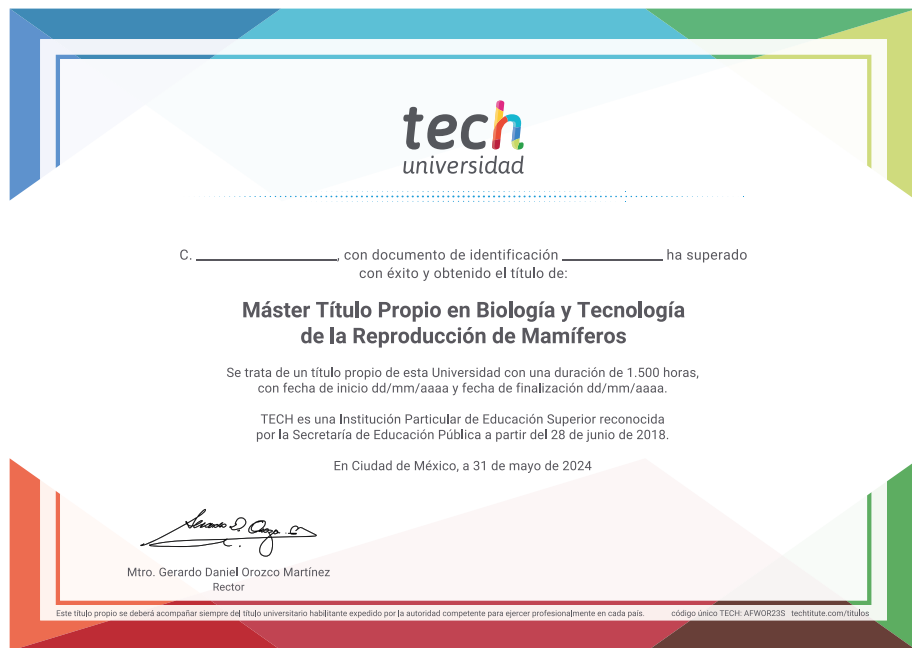 tech
universidad
C. ____________, con documento de identificación ____________ ha superado
con éxito y obtenido el título de:
Máster Título Propio en Biología y Tecnología
de la Reproducción de Mamíferos
Se trata de un título propio de esta Universidad con una duración de 1.500 horas,
con fecha de inicio dd/mm/aaaa y fecha de finalización dd/mm/aaaa.
TECH es una Institución Particular de Educación Superior reconocida
por la Secretaría de Educación Pública a partir del 28 de junio de 2018.
En Ciudad de México, a 31 de mayo de 2024
Mtro. Gerardo Daniel Orozco Martínez
Rector
Este título propio se deberá acompañar siempre del título universitario habilitante expedido por la autoridad competente para ejercer profesionalmente en cada país. código único TECH: AFWOR23S techtitute.com/titulos